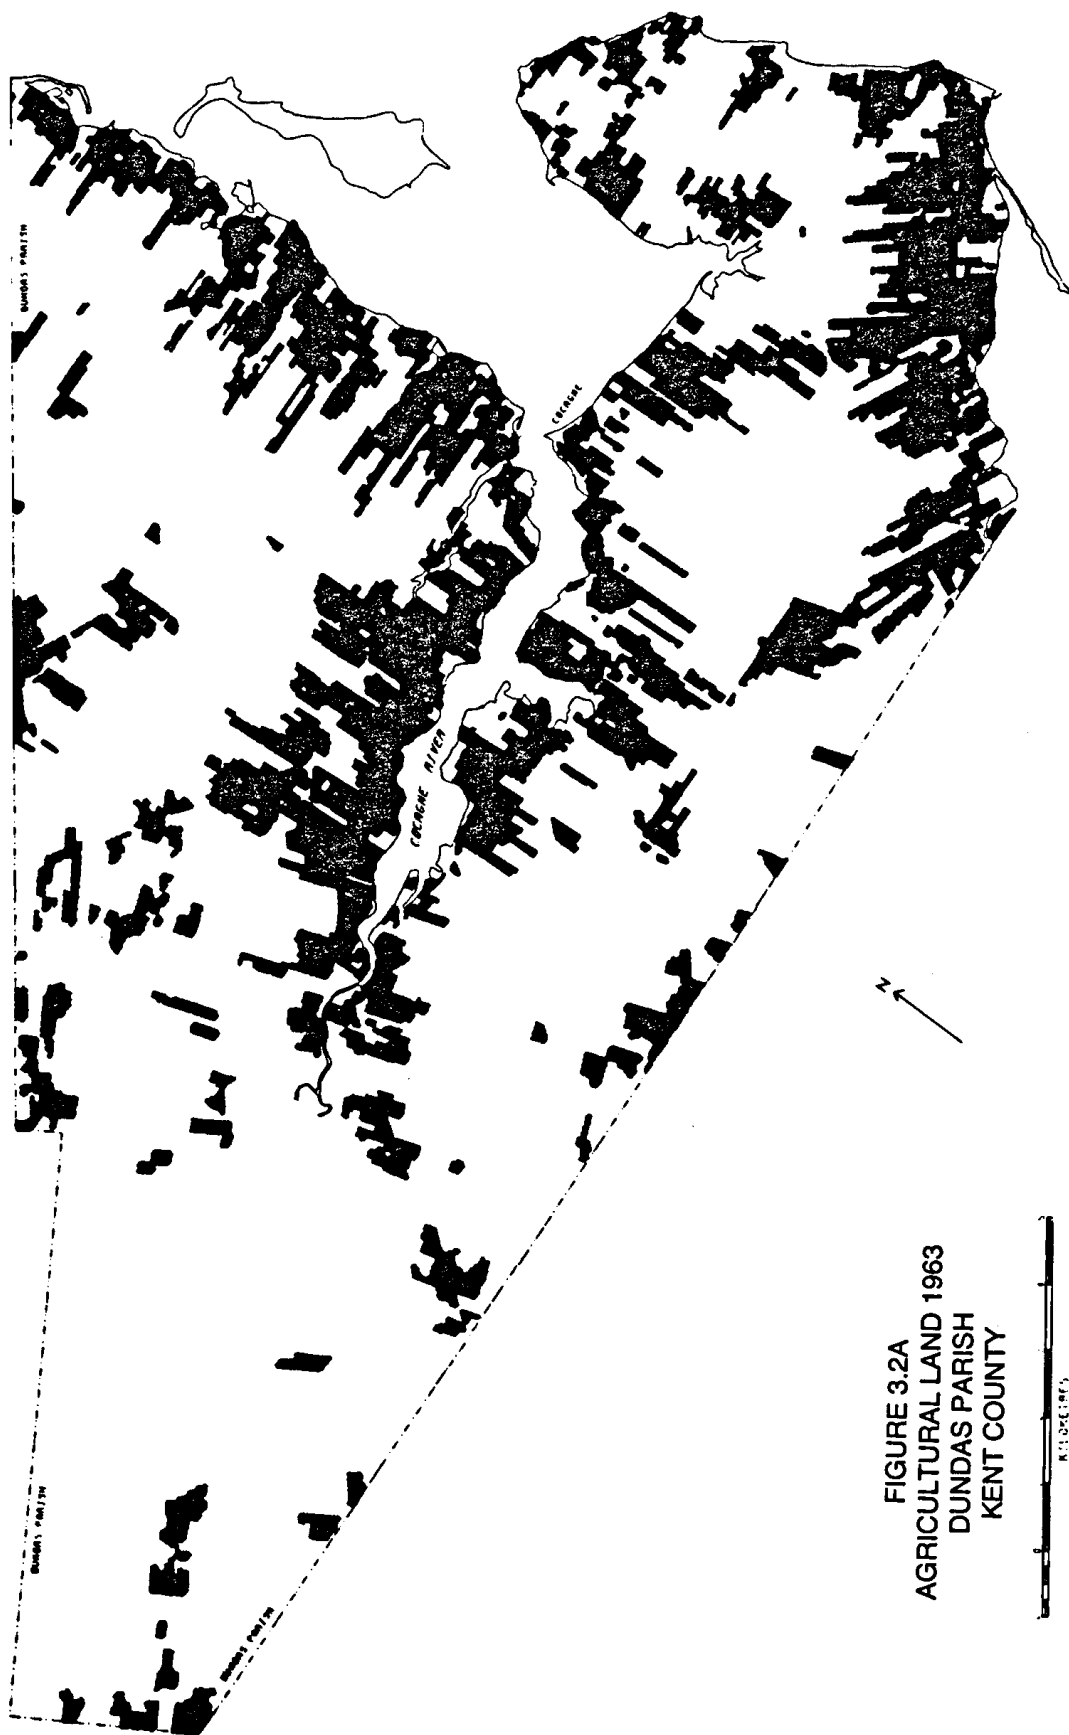 DUNDAS PARISH
COCAGNE
COCAGNE RIVER
N
DUNDAS PARISH
DUNDAS PARISH
FIGURE 3.2A
AGRICULTURAL LAND 1963
DUNDAS PARISH
KENT COUNTY
KILOMETRES